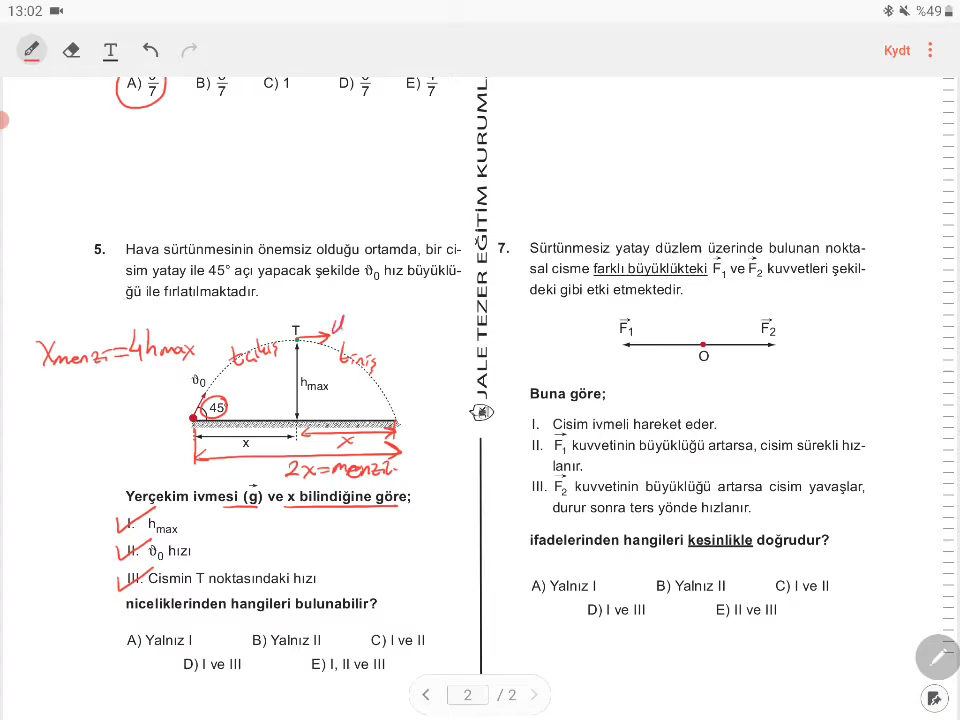 13:02
%49
T
Kydt
A) 7
B) 7
C) 1
D) 7
E) 7
JALE TEZER EĞİTİM KURUML
5. Hava sürtünmesinin önemsiz olduğu ortamda, bir ci-
sim yatay ile 45° açı yapacak şekilde ϑ0 hız büyüklü-
ğü ile fırlatılmaktadır.
T
Xmenzil=4hmax
tçıkış
tiniş
ϑ0
45°
hmax
x
x
2x=menzil
Yerçekim ivmesi (g) ve x bilindiğine göre;
I. hmax
II. ϑ0 hızı
III. Cismin T noktasındaki hızı
niceliklerinden hangileri bulunabilir?
A) Yalnız I B) Yalnız II C) I ve II
D) I ve III E) I, II ve III
7. Sürtünmesiz yatay düzlem üzerinde bulunan nokta-
sal cisme farklı büyüklükteki F1 ve F2 kuvvetleri şekil-
deki gibi etki etmektedir.
F1 F2
O
Buna göre;
I. Cisim ivmeli hareket eder.
II. F1 kuvvetinin büyüklüğü artarsa, cisim sürekli hız-
lanır.
III. F2 kuvvetinin büyüklüğü artarsa cisim yavaşlar,
durur sonra ters yönde hızlanır.
ifadelerinden hangileri kesinlikle doğrudur?
A) Yalnız I B) Yalnız II C) I ve II
D) I ve III E) II ve III
2 / 2